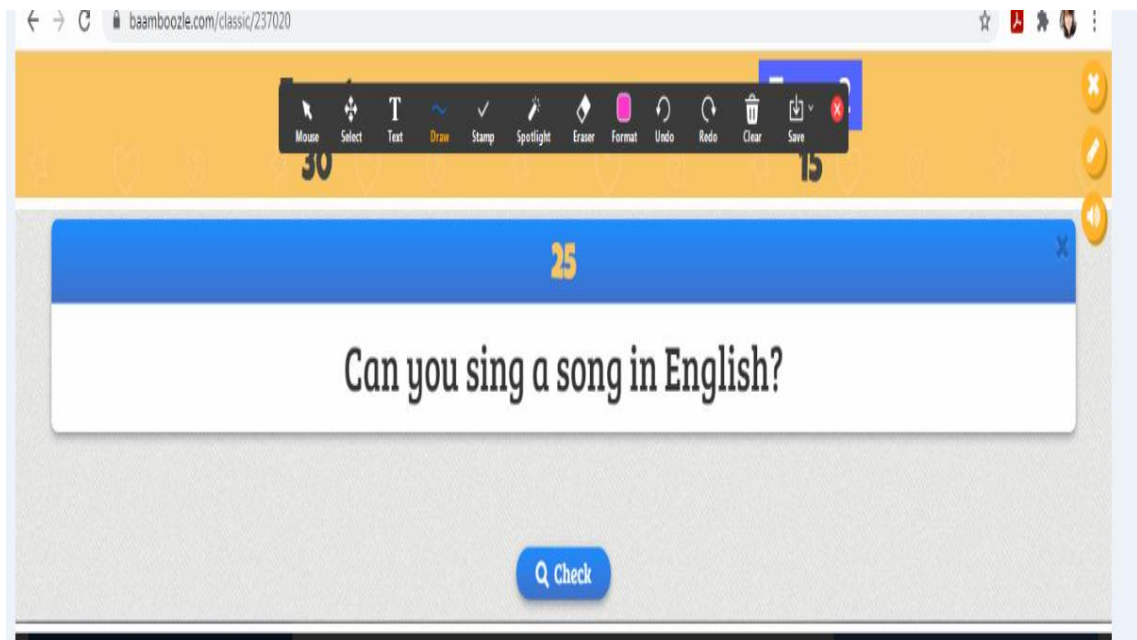 baamboozle.com/classic/237020
Mouse Select Text Draw Stamp Spotlight Eraser Format Undo Redo Clear Save
30 15
25
Can you sing a song in English?
Check